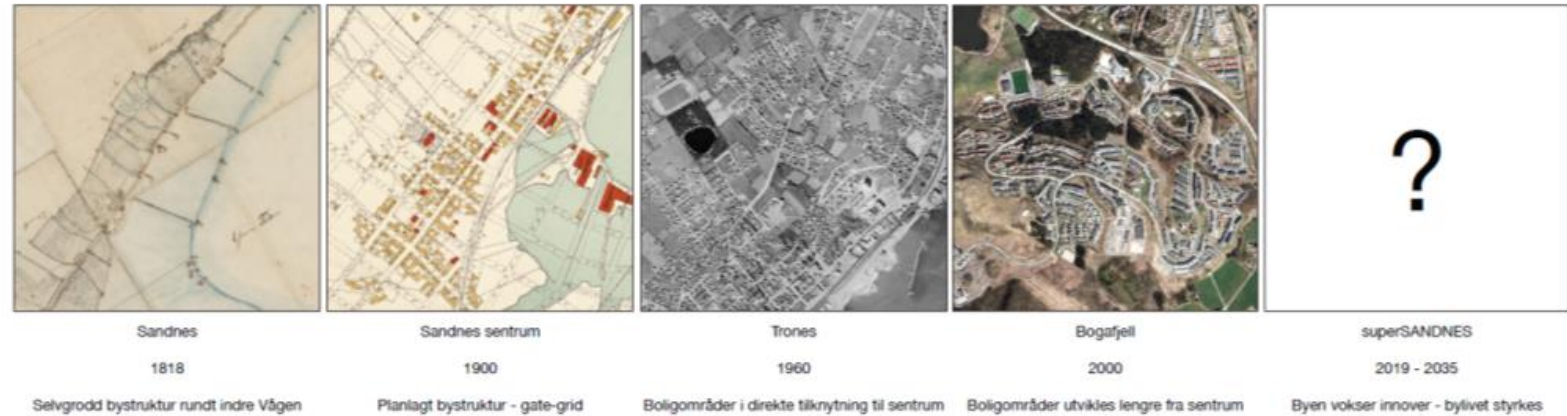 ?
Sandnes
1818
Selvgrodd bystruktur rundt indre Vågen
Sandnes sentrum
1900
Planlagt bystruktur - gate-grid
Trones
1960
Boligområder i direkte tilknytning til sentrum
Bogafjell
2000
Boligområder utvikles lengre fra sentrum
superSANDNES
2019 - 2035
Byen vokser innover - bylivet styrkes